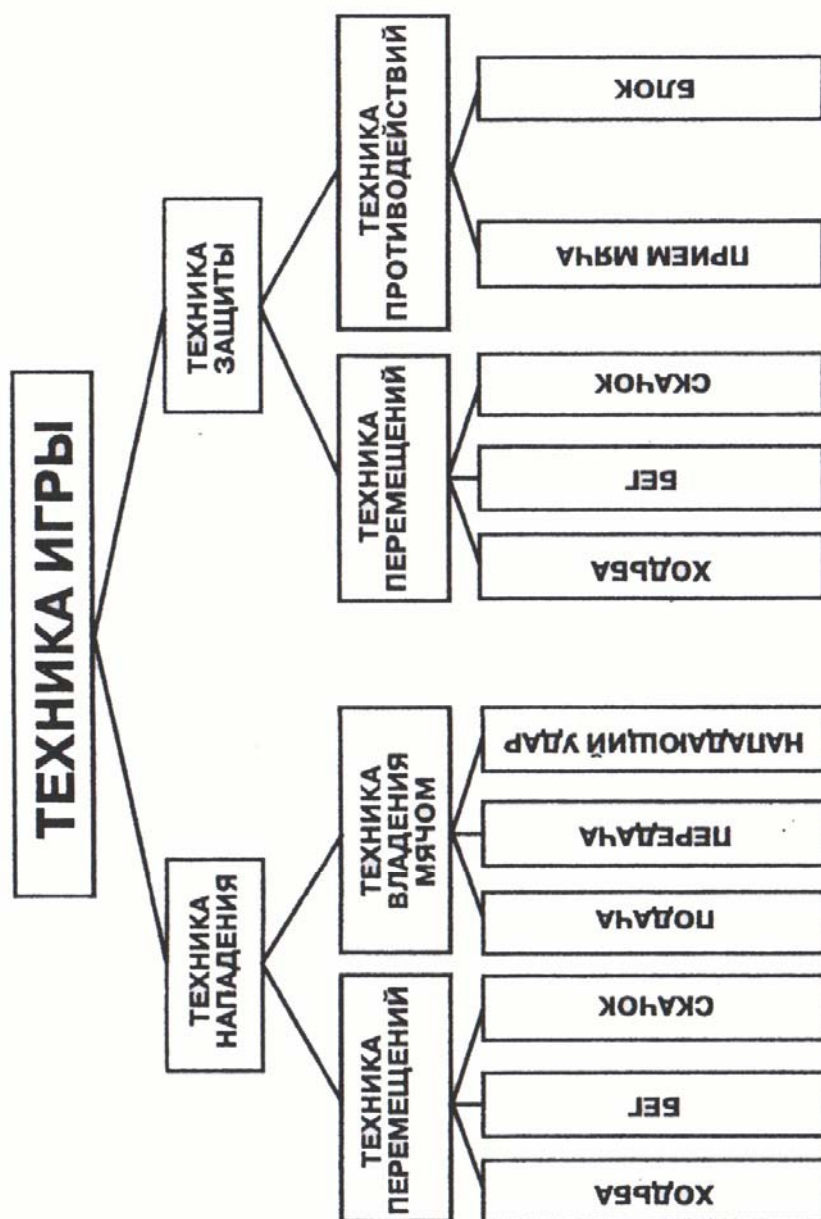 ТЕХНИКА ИГРЫ
ТЕХНИКА
НАПАДЕНИЯ
ТЕХНИКА
ЗАЩИТЫ
ТЕХНИКА
ПЕРЕМЕЩЕНИЙ
ТЕХНИКА
ВЛАДЕНИЯ
МЯЧОМ
ТЕХНИКА
ПЕРЕМЕЩЕНИЙ
ТЕХНИКА
ПРОТИВОДЕЙСТВИЙ
ХОДЬБА
БЕГ
СКАЧОК
ПОДАЧА
ПЕРЕДАЧА
НАПАДАЮЩИЙ УДАР
ХОДЬБА
БЕГ
СКАЧОК
ПРИЕМ МЯЧА
БЛОК